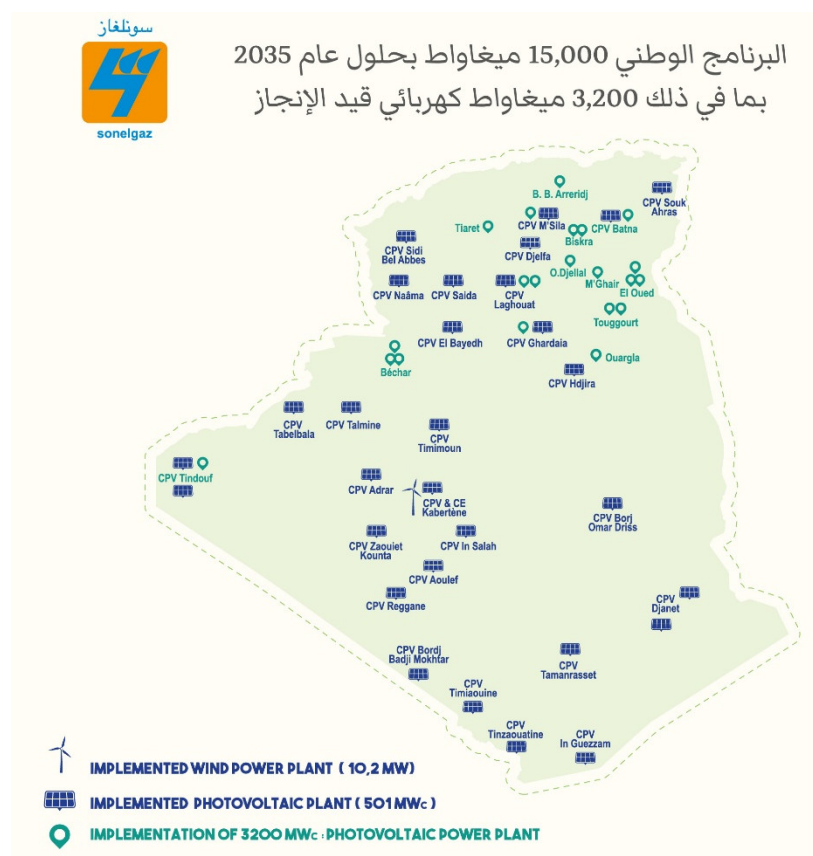 سونلغاز
sonelgaz
البرنامج الوطني 15,000 ميغاواط بحلول عام 2035
بما في ذلك 3,200 ميغاواط كهربائي قيد الإنجاز
B. B. Arreridj
CPV Souk
Ahras
Tiaret
CPV M'Sila
CPV Batna
Biskra
CPV Sidi
Bel Abbes
CPV Djelfa
O.Djellal
M'Ghair
El Oued
CPV Naâma
CPV Saida
CPV
Laghouat
Touggourt
CPV El Bayedh
CPV Ghardaia
Ouargla
Béchar
CPV Hdjira
CPV
Tabelbala
CPV Talmine
CPV
Timimoun
CPV Tindouf
CPV Adrar
CPV & CE
Kabertène
CPV Borj
Omar Driss
CPV Zaouiet
Kounta
CPV In Salah
CPV Aoulef
CPV Reggane
CPV
Djanet
CPV Bordj
Badji Mokhtar
CPV
Tamanrasset
CPV
Timiaouine
CPV
Tinzaouatine
CPV
In Guezzam
IMPLEMENTED WIND POWER PLANT ( 10,2 MW)
IMPLEMENTED PHOTOVOLTAIC PLANT ( 501 MWc )
IMPLEMENTATION OF 3200 MWc : PHOTOVOLTAIC POWER PLANT